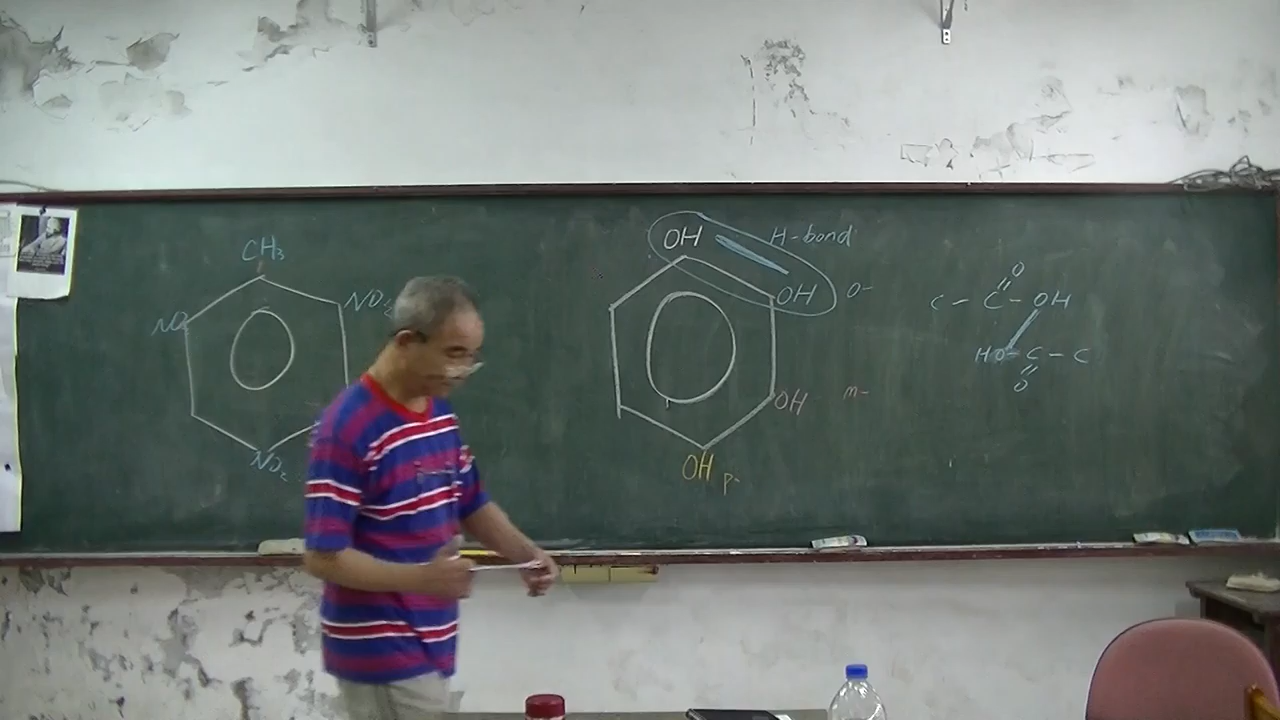 CH₃
NO₂
NO₂
NO₂
OH
H-bond
OH
o-
OH
m-
OH
p-
C - C - OH
O
HO - C - C
O